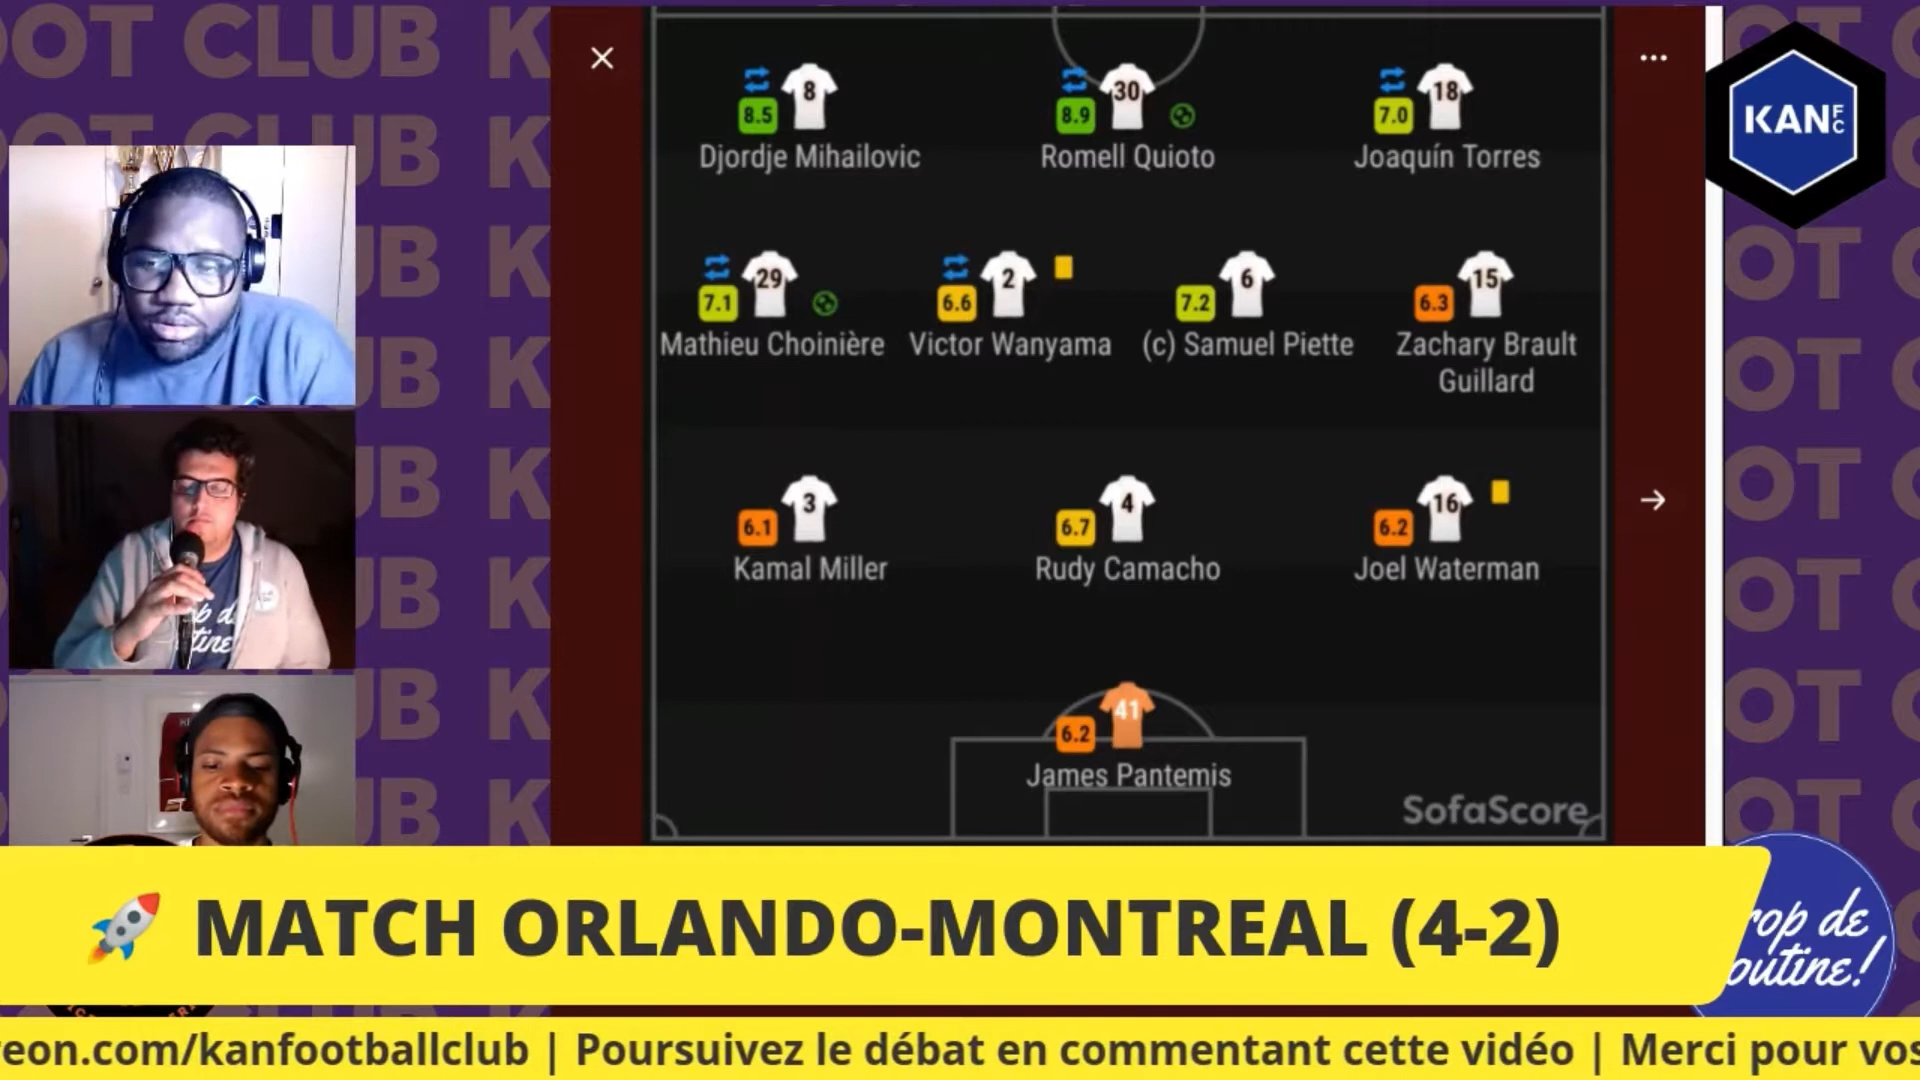 OOT CLUB K
8
8.5
Djordje Mihailovic
30
8.9
Romell Quioto
18
7.0
Joaquín Torres
KAN FC
29
7.1
Mathieu Choinière
2
6.6
Victor Wanyama
6
7.2
(c) Samuel Piette
15
6.3
Zachary Brault
Guillard
3
6.1
Kamal Miller
4
6.7
Rudy Camacho
16
6.2
Joel Waterman
41
6.2
James Pantemis
SofaScore
MATCH ORLANDO-MONTREAL (4-2)
rop de
outine!
reon.com/kanfootballclub | Poursuivez le débat en commentant cette vidéo | Merci pour vos